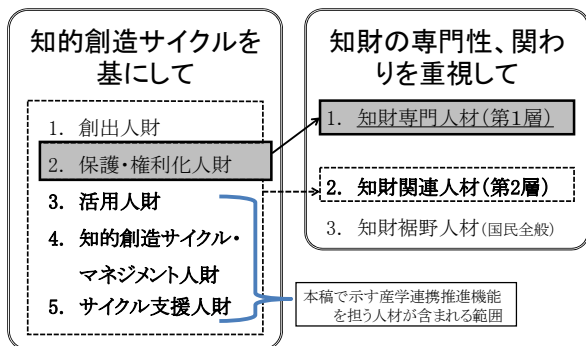 知的創造サイクルを
基にして
1. 創出人財
2. 保護・権利化人財
3. 活用人財
4. 知的創造サイクル・
マネジメント人財
5. サイクル支援人財
知財の専門性、関わ
りを重視して
1. 知財専門人材(第1層)
2. 知財関連人材(第2層)
3. 知財裾野人材(国民全般)
本稿で示す産学連携推進機能
を担う人材が含まれる範囲